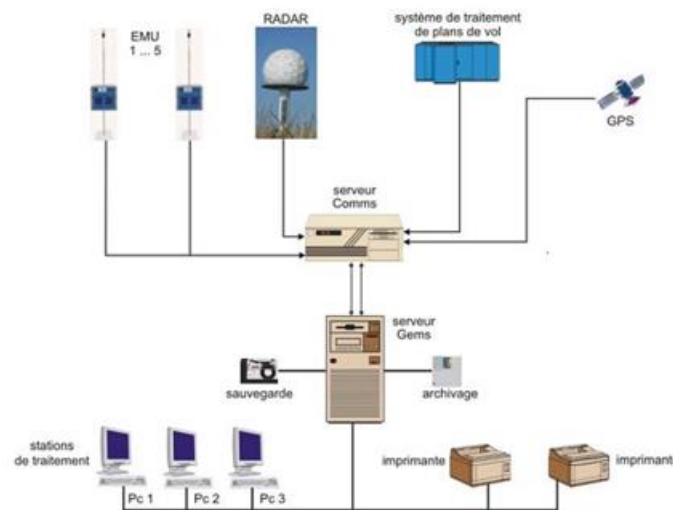 EMU
1 ... 5
RADAR
système de traitement
de plans de vol
GPS
serveur
Comms
serveur
Gems
sauvegarde
archivage
stations
de traitement
Pc 1
Pc 2
Pc 3
imprimante
imprimante